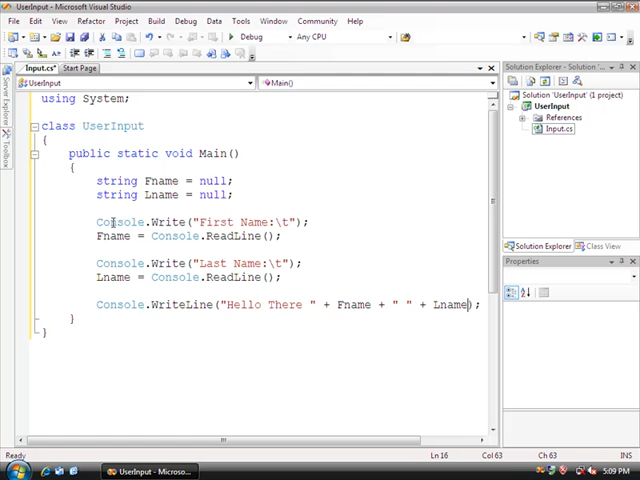 UserInput - Microsoft Visual Studio
File Edit View Refactor Project Build Debug Data Tools Window Community Help
Debug Any CPU
Input.cs* Start Page
UserInput Main()
Server Explorer
Toolbox
using System;
class UserInput
{
public static void Main()
{
string Fname = null;
string Lname = null;
Console.Write("First Name:\t");
Fname = Console.ReadLine();
Console.Write("Last Name:\t");
Lname = Console.ReadLine();
Console.WriteLine("Hello There " + Fname + " " + Lname);
}
}
Solution Explorer
Solution 'UserInput' (1 project)
UserInput
References
Input.cs
Solution Explorer Class View
Properties
Ln 16 Col 63 Ch 63
UserInput - Microso...
5:09 PM